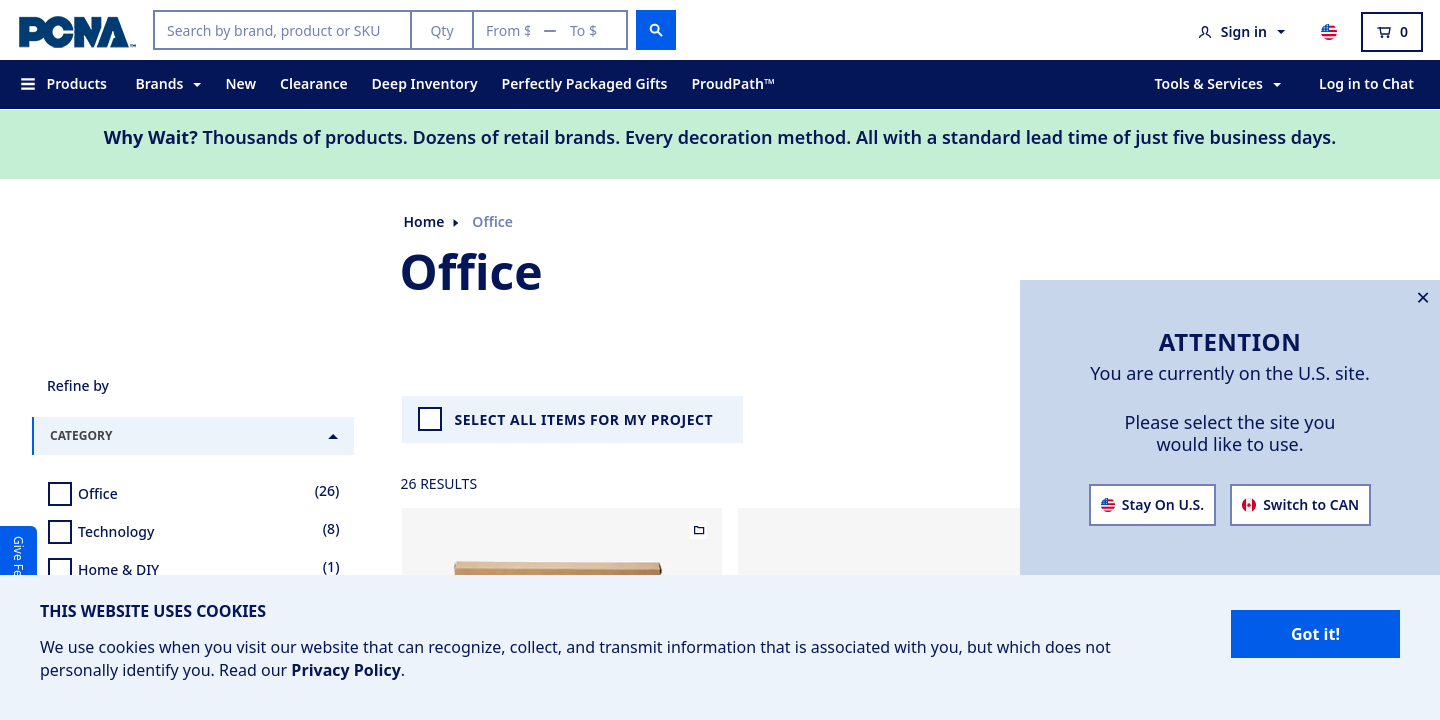 PCNA™
Search by brand, product or SKU
Qty
From $ — To $
Sign in
0
Products
Brands
New
Clearance
Deep Inventory
Perfectly Packaged Gifts
ProudPath™
Tools & Services
Log in to Chat
Why Wait? Thousands of products. Dozens of retail brands. Every decoration method. All with a standard lead time of just five business days.
Home
Office
Office
ATTENTION
You are currently on the U.S. site.
Please select the site you
would like to use.
Stay On U.S.
Switch to CAN
Refine by
CATEGORY
SELECT ALL ITEMS FOR MY PROJECT
26 RESULTS
Office (26)
Technology (8)
Home & DIY (1)
Give
THIS WEBSITE USES COOKIES
We use cookies when you visit our website that can recognize, collect, and transmit information that is associated with you, but which does not
personally identify you. Read our Privacy Policy.
Got it!